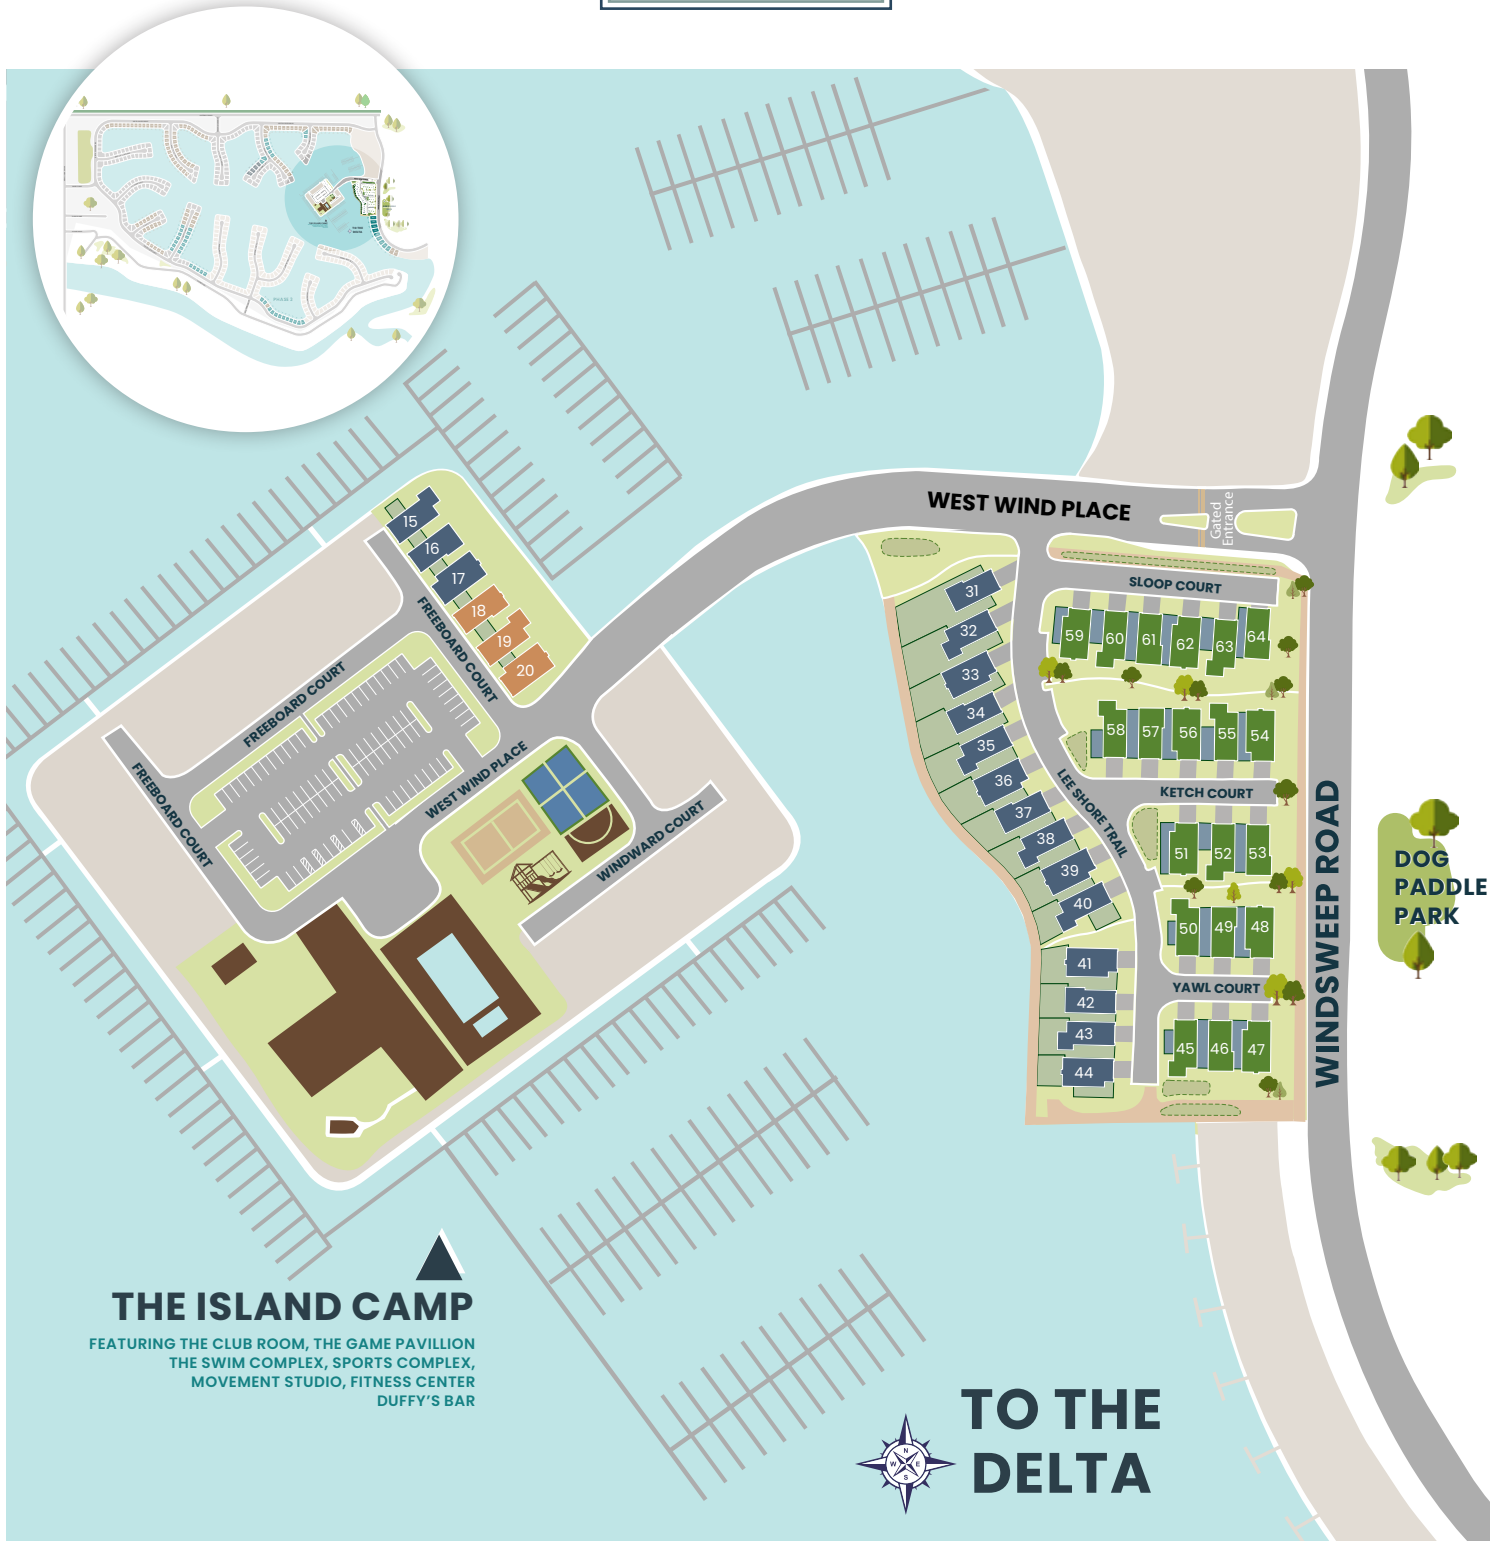 WEST WIND PLACE
Gated
Entrance
SLOOP COURT
15
16
17
18
19
20
FREEBOARD COURT
FREEBOARD COURT
FREEBOARD COURT
WEST WIND PLACE
WINDWARD COURT
31
32
33
34
35
36
37
38
39
40
41
42
43
44
LEE SHORE TRAIL
59
60
61
62
63
64
58
57
56
55
54
KETCH COURT
51
52
53
50
49
48
YAWL COURT
45
46
47
WINDSWEEP ROAD
DOG
PADDLE
PARK
THE ISLAND CAMP
FEATURING THE CLUB ROOM, THE GAME PAVILLION
THE SWIM COMPLEX, SPORTS COMPLEX,
MOVEMENT STUDIO, FITNESS CENTER
DUFFY'S BAR
TO THE
DELTA
N
W
E
S